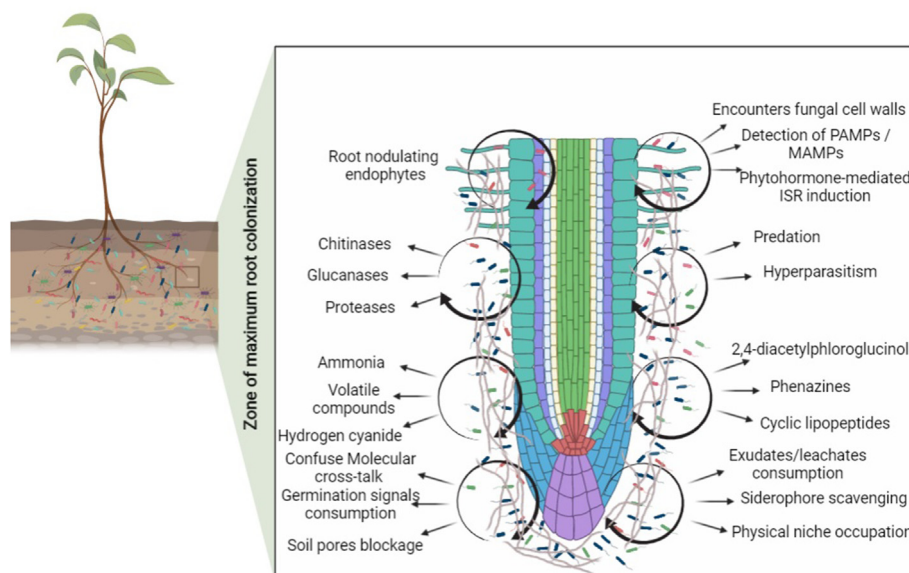 Zone of maximum root colonization
Root nodulating
endophytes
Chitinases
Glucanases
Proteases
Ammonia
Volatile
compounds
Hydrogen cyanide
Confuse Molecular
cross-talk
Germination signals
consumption
Soil pores blockage
Encounters fungal cell walls
Detection of PAMPs /
MAMPs
Phytohormone-mediated
ISR induction
Predation
Hyperparasitism
2,4-diacetylphloroglucinol
Phenazines
Cyclic lipopeptides
Exudates/leachates
consumption
Siderophore scavenging
Physical niche occupation